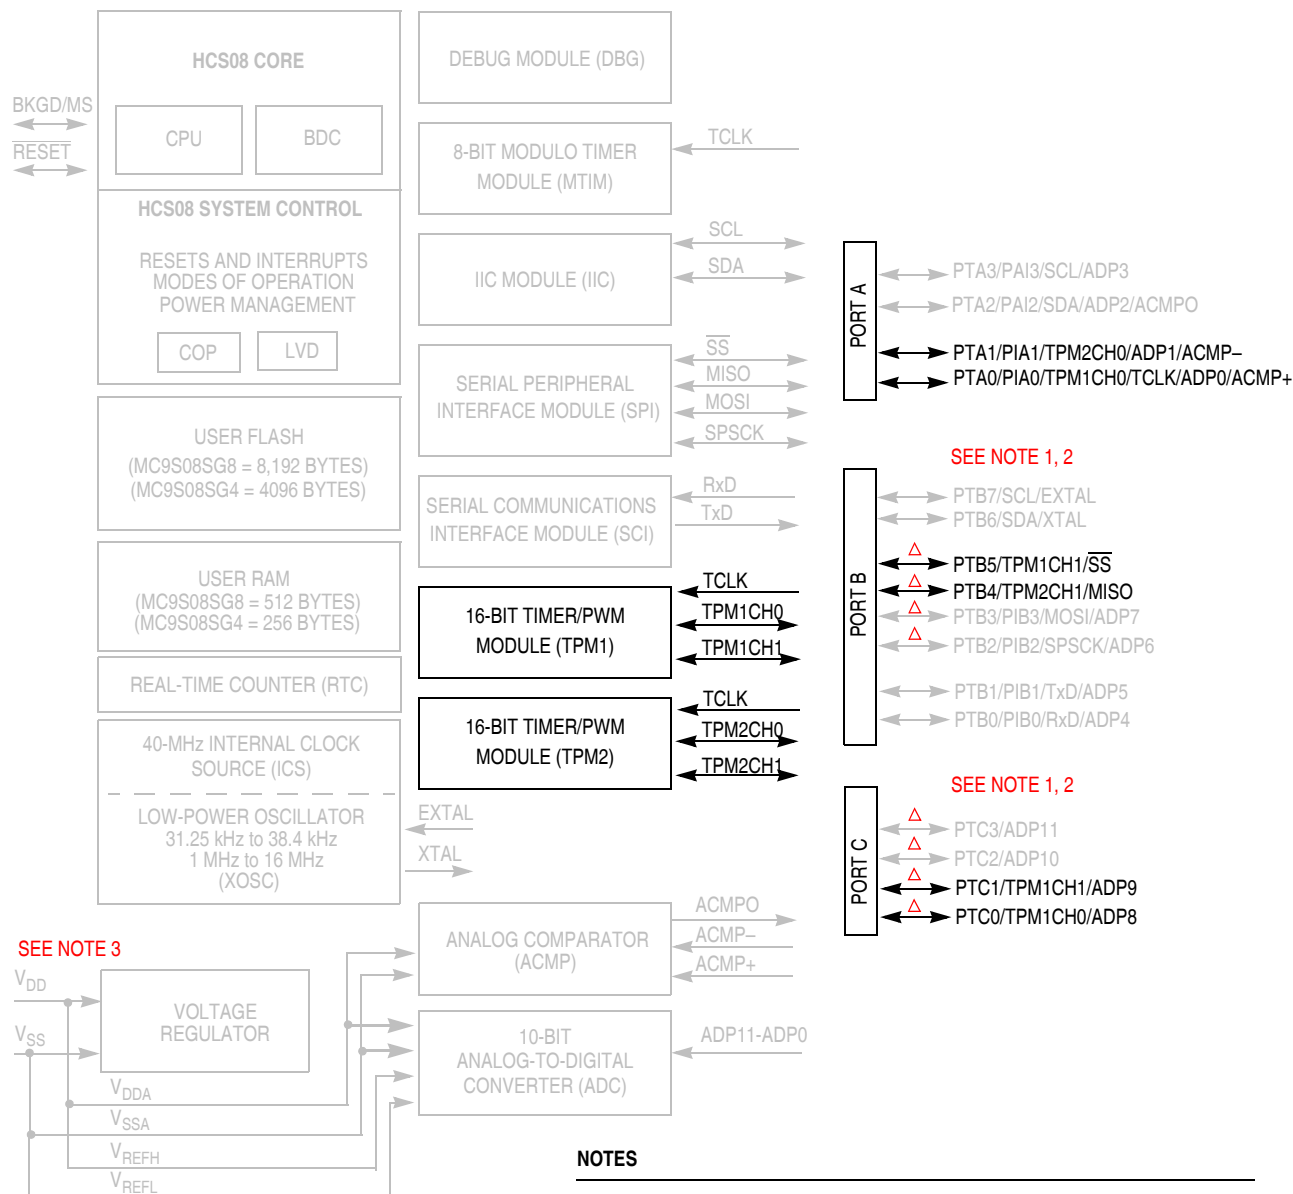 HCS08 CORE
BKGD/MS
RESET
CPU
BDC
HCS08 SYSTEM CONTROL
RESETS AND INTERRUPTS
MODES OF OPERATION
POWER MANAGEMENT
COP
LVD
USER FLASH
(MC9S08SG8 = 8,192 BYTES)
(MC9S08SG4 = 4096 BYTES)
USER RAM
(MC9S08SG8 = 512 BYTES)
(MC9S08SG4 = 256 BYTES)
REAL-TIME COUNTER (RTC)
40-MHz INTERNAL CLOCK
SOURCE (ICS)
LOW-POWER OSCILLATOR
31.25 kHz to 38.4 kHz
1 MHz to 16 MHz
(XOSC)
EXTAL
XTAL
SEE NOTE 3
VDD
VSS
VOLTAGE
REGULATOR
VDDA
VSSA
VREFH
VREFL
DEBUG MODULE (DBG)
8-BIT MODULO TIMER
MODULE (MTIM)
TCLK
IIC MODULE (IIC)
SCL
SDA
SERIAL PERIPHERAL
INTERFACE MODULE (SPI)
SS
MISO
MOSI
SPSCK
SERIAL COMMUNICATIONS
INTERFACE MODULE (SCI)
RxD
TxD
16-BIT TIMER/PWM
MODULE (TPM1)
TCLK
TPM1CH0
TPM1CH1
16-BIT TIMER/PWM
MODULE (TPM2)
TCLK
TPM2CH0
TPM2CH1
ANALOG COMPARATOR
(ACMP)
ACMPO
ACMP–
ACMP+
10-BIT
ANALOG-TO-DIGITAL
CONVERTER (ADC)
ADP11-ADP0
PORT A
PTA3/PAI3/SCL/ADP3
PTA2/PAI2/SDA/ADP2/ACMPO
PTA1/PIA1/TPM2CH0/ADP1/ACMP–
PTA0/PIA0/TPM1CH0/TCLK/ADP0/ACMP+
SEE NOTE 1, 2
PORT B
PTB7/SCL/EXTAL
PTB6/SDA/XTAL
PTB5/TPM1CH1/SS
PTB4/TPM2CH1/MISO
PTB3/PIB3/MOSI/ADP7
PTB2/PIB2/SPSCK/ADP6
PTB1/PIB1/TxD/ADP5
PTB0/PIB0/RxD/ADP4
SEE NOTE 1, 2
PORT C
PTC3/ADP11
PTC2/ADP10
PTC1/TPM1CH1/ADP9
PTC0/TPM1CH0/ADP8
NOTES